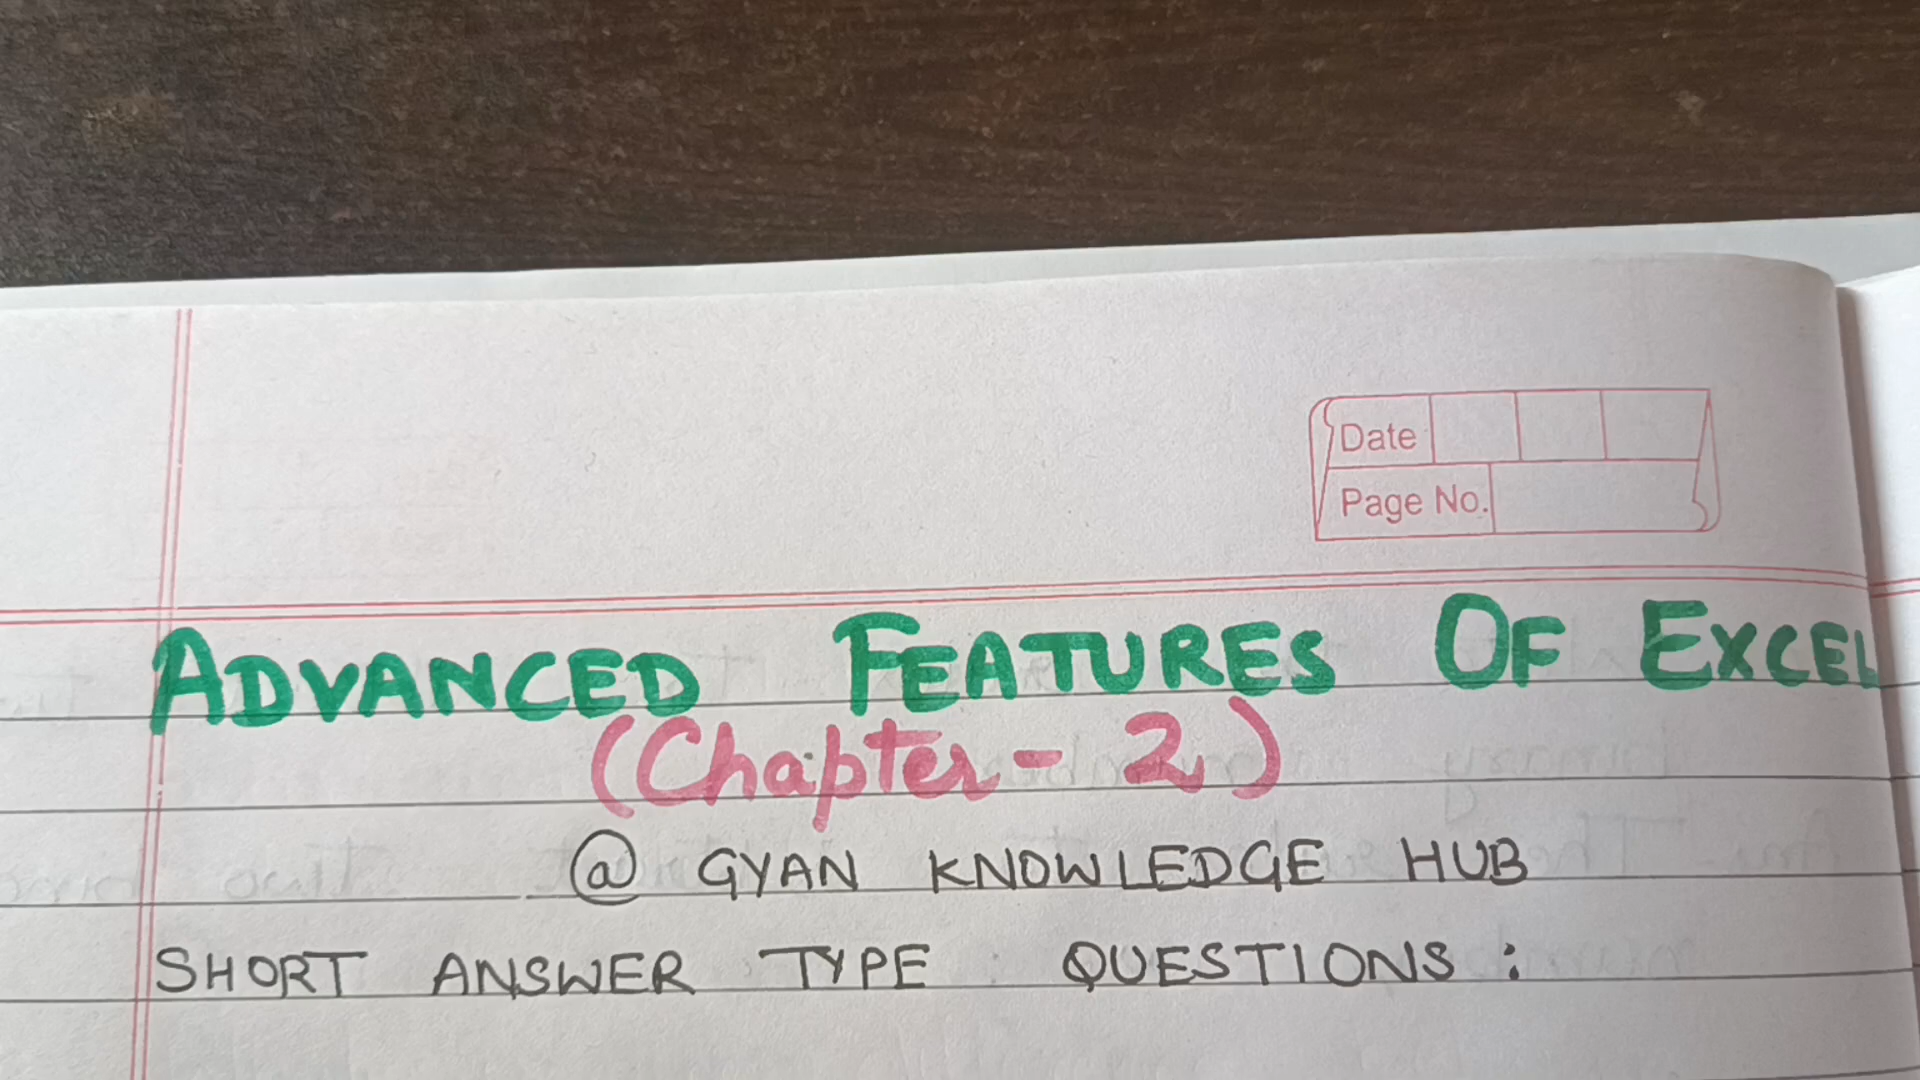 Date
Page No.
ADVANCED FEATURES OF EXCEL
(Chapter - 2)
@ GYAN KNOWLEDGE HUB
SHORT ANSWER TYPE QUESTIONS :